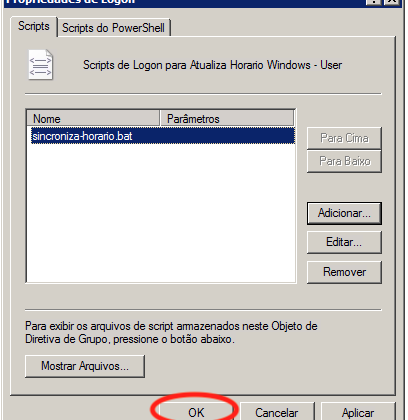 Propriedades de Logon
Scripts
Scripts do PowerShell
Scripts de Logon para Atualiza Horario Windows - User
Nome
Parâmetros
sincroniza-horario.bat
Para Cima
Para Baixo
Adicionar...
Editar...
Remover
Para exibir os arquivos de script armazenados neste Objeto de
Diretiva de Grupo, pressione o botão abaixo.
Mostrar Arquivos...
OK
Cancelar
Aplicar